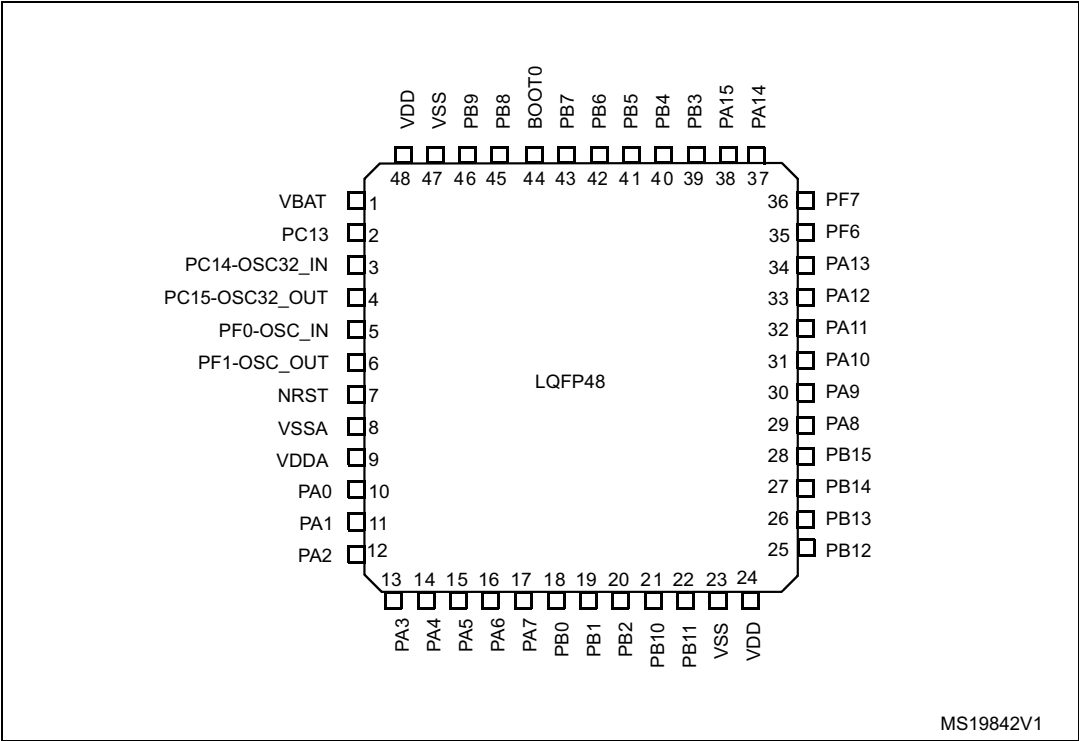 VDD VSS PB9 PB8 BOOT0 PB7 PB6 PB5 PB4 PB3 PA15 PA14
48 47 46 45 44 43 42 41 40 39 38 37
VBAT 1 36 PF7
PC13 2 35 PF6
PC14-OSC32_IN 3 34 PA13
PC15-OSC32_OUT 4 33 PA12
PF0-OSC_IN 5 32 PA11
PF1-OSC_OUT 6 31 PA10
LQFP48
NRST 7 30 PA9
VSSA 8 29 PA8
VDDA 9 28 PB15
PA0 10 27 PB14
PA1 11 26 PB13
PA2 12 25 PB12
13 14 15 16 17 18 19 20 21 22 23 24
PA3 PA4 PA5 PA6 PA7 PB0 PB1 PB2 PB10 PB11 VSS VDD
MS19842V1